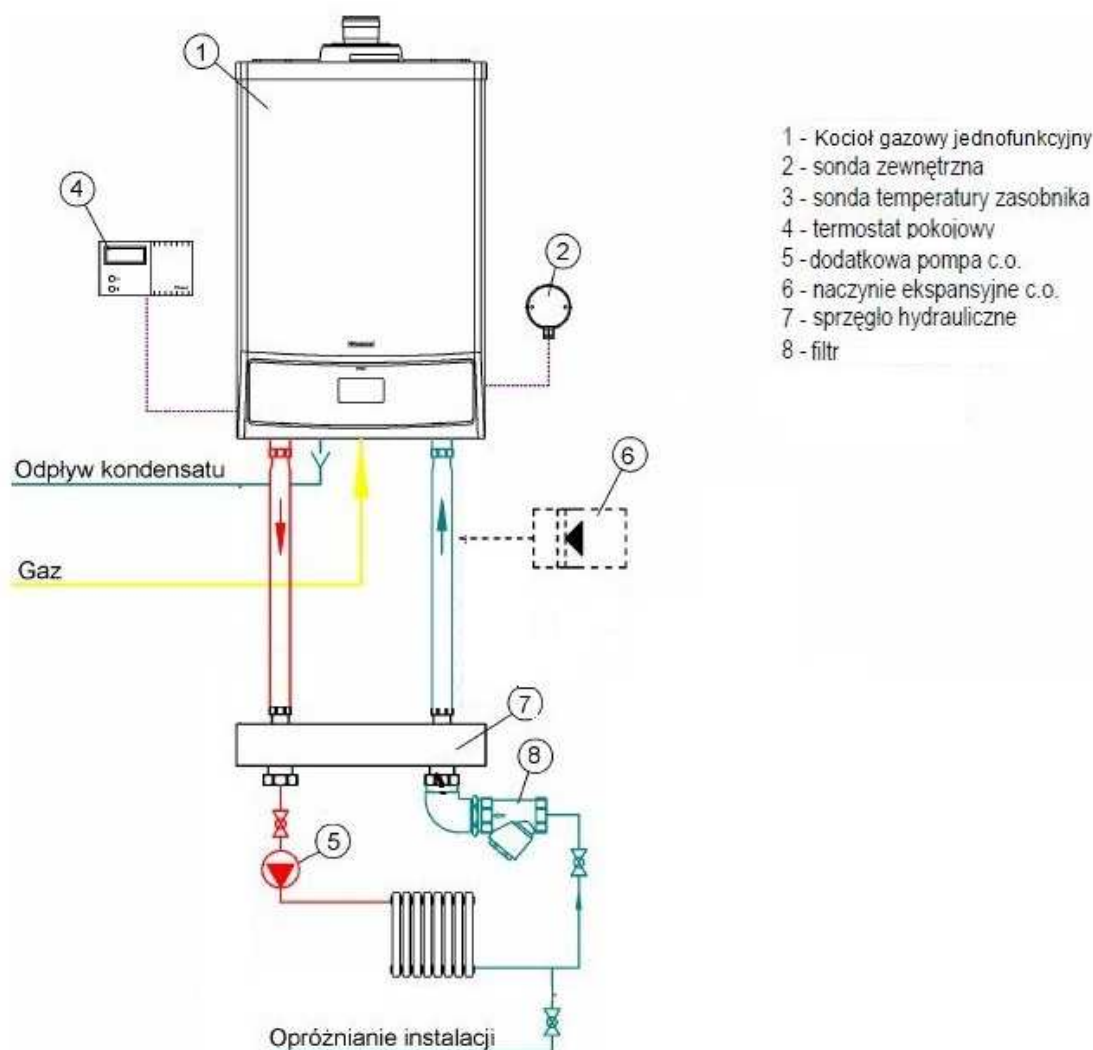 1
1 - Kocioł gazowy jednofunkcyjny
2 - sonda zewnętrzna
4
3 - sonda temperatury zasobnika
4 - termostat pokojowy
2
5 - dodatkowa pompa c.o.
6 - naczynie ekspansyjne c.o.
7 - sprzęgło hydrauliczne
8 - filtr
6
Odpływ kondensatu
Gaz
7
8
5
Opróżnianie instalacji